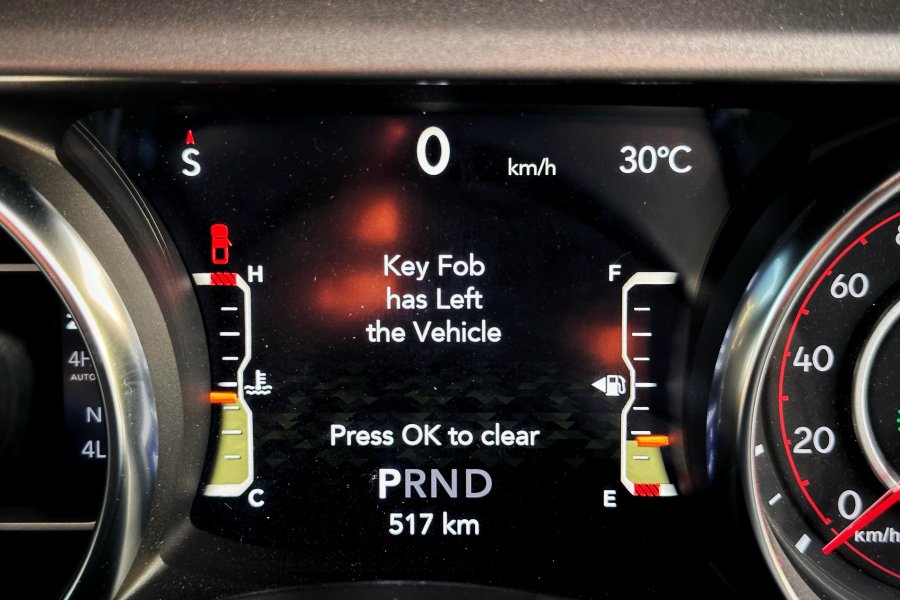 S
0
km/h
30°C
H
F
Key Fob
has Left
the Vehicle
4H
AUTO
N
4L
Press OK to clear
C
E
PRND
517 km
60
40
20
0
km/h